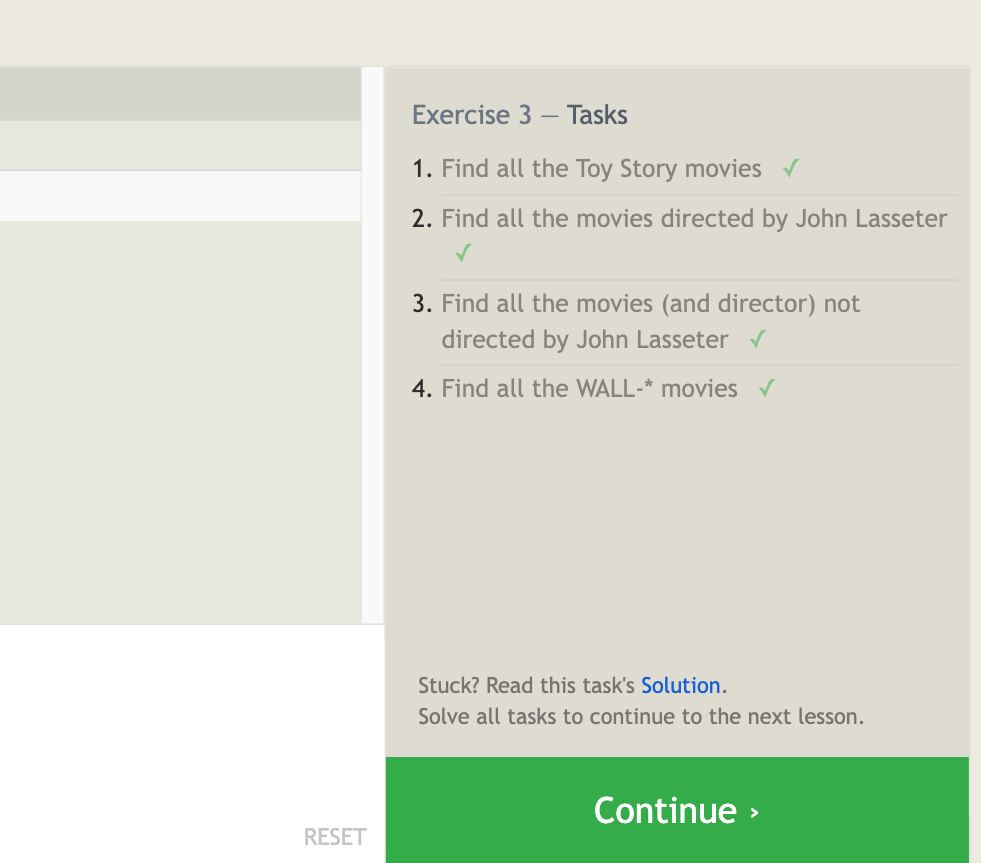 Exercise 3 — Tasks
1. Find all the Toy Story movies ✓
2. Find all the movies directed by John Lasseter
✓
3. Find all the movies (and director) not
directed by John Lasseter ✓
4. Find all the WALL-* movies ✓
Stuck? Read this task's Solution.
Solve all tasks to continue to the next lesson.
RESET
Continue ›